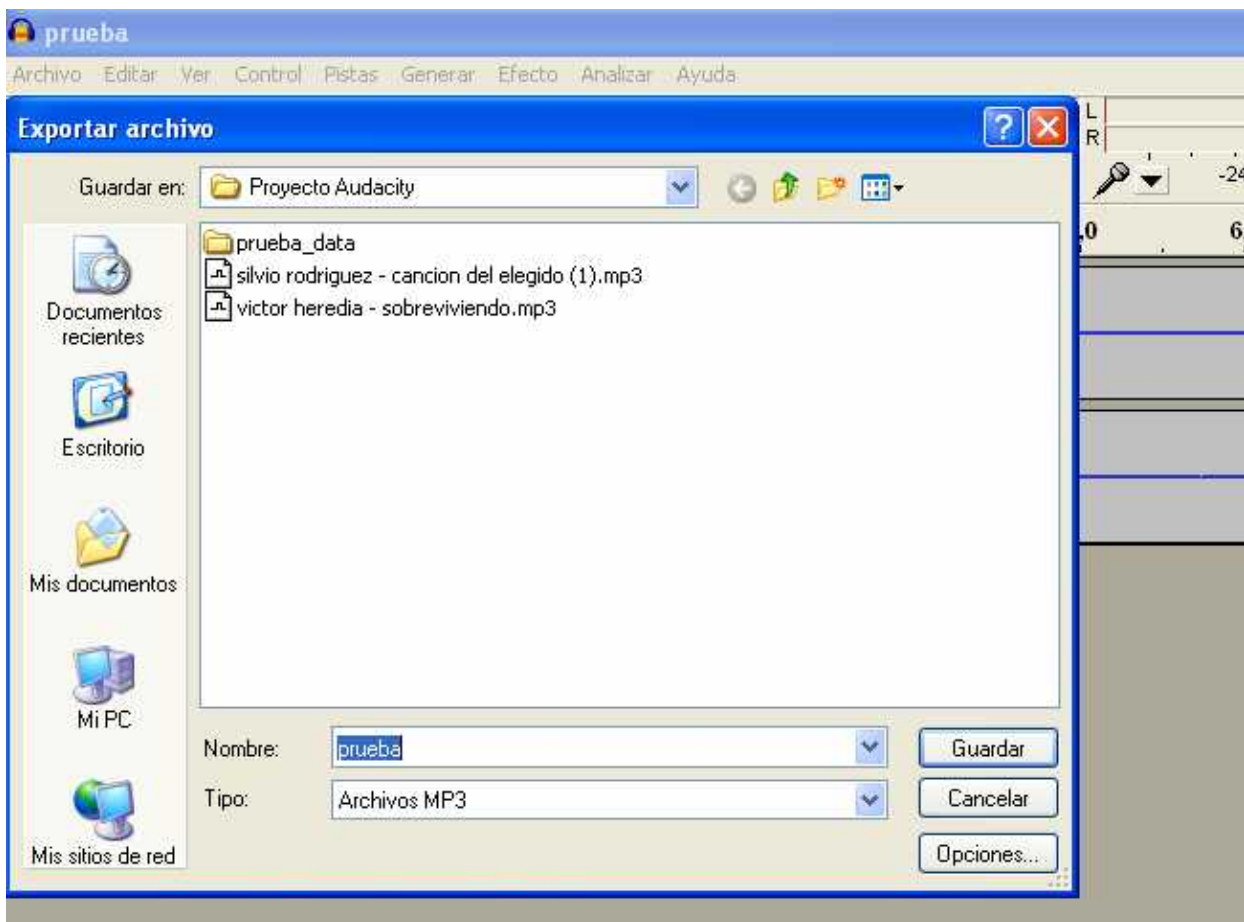 prueba
Archivo Editar Ver Control Pistas Generar Efecto Analizar Ayuda
Exportar archivo
L
R
Guardar en: Proyecto Audacity
-24
,0 6
prueba_data
silvio rodriguez - cancion del elegido (1).mp3
victor heredia - sobreviviendo.mp3
Documentos
recientes
Escritorio
Mis documentos
Mi PC
Mis sitios de red
Nombre: prueba Guardar
Tipo: Archivos MP3 Cancelar
Opciones...